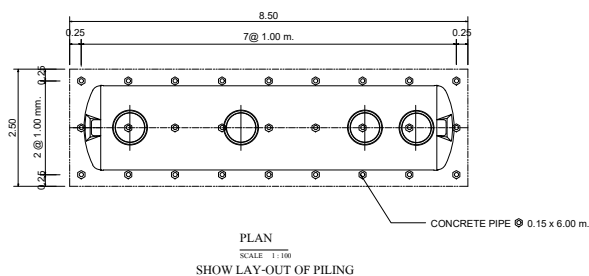 8.50
0.25
7@ 1.00 m.
0.25
0.25
2 @ 1.00 mm.
2.50
0.25
CONCRETE PIPE 0.15 x 6.00 m.
PLAN
SCALE 1 : 100
SHOW LAY-OUT OF PILING